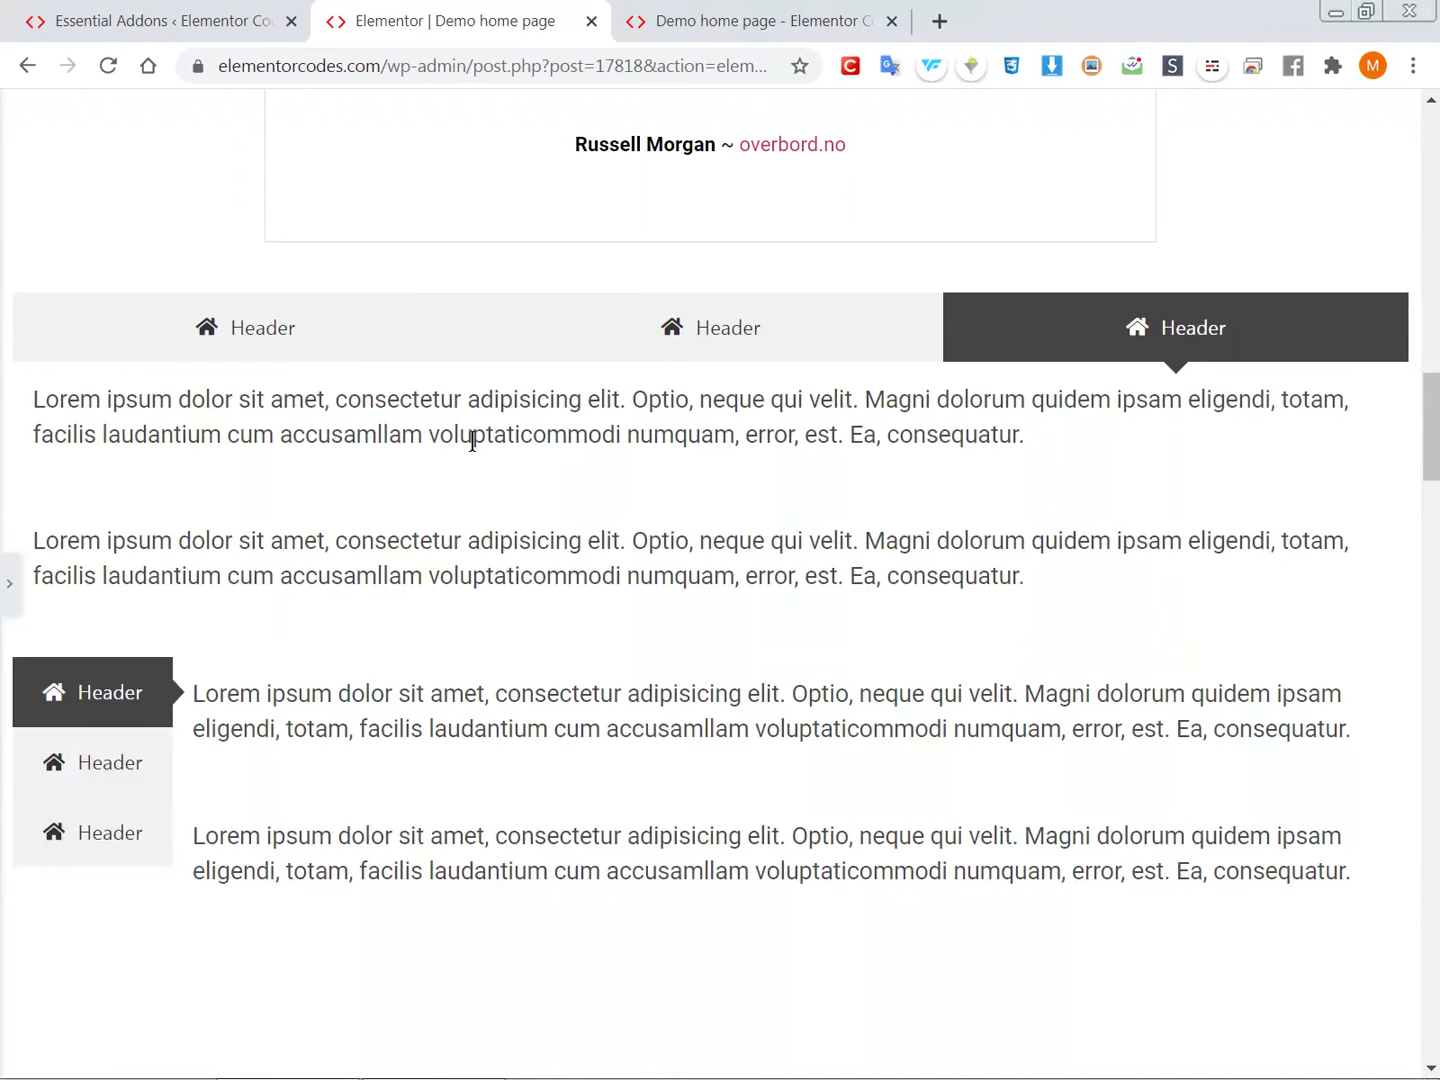 Essential Addons ‹ Elementor Co
Elementor | Demo home page
Demo home page - Elementor C
elementorcodes.com/wp-admin/post.php?post=17818&action=elem...
M
Russell Morgan ~ overbord.no
Header
Header
Header
Lorem ipsum dolor sit amet, consectetur adipisicing elit. Optio, neque qui velit. Magni dolorum quidem ipsam eligendi, totam,
facilis laudantium cum accusamllam voluptaticommodi numquam, error, est. Ea, consequatur.
Lorem ipsum dolor sit amet, consectetur adipisicing elit. Optio, neque qui velit. Magni dolorum quidem ipsam eligendi, totam,
facilis laudantium cum accusamllam voluptaticommodi numquam, error, est. Ea, consequatur.
Header
Header
Header
Lorem ipsum dolor sit amet, consectetur adipisicing elit. Optio, neque qui velit. Magni dolorum quidem ipsam
eligendi, totam, facilis laudantium cum accusamllam voluptaticommodi numquam, error, est. Ea, consequatur.
Lorem ipsum dolor sit amet, consectetur adipisicing elit. Optio, neque qui velit. Magni dolorum quidem ipsam
eligendi, totam, facilis laudantium cum accusamllam voluptaticommodi numquam, error, est. Ea, consequatur.